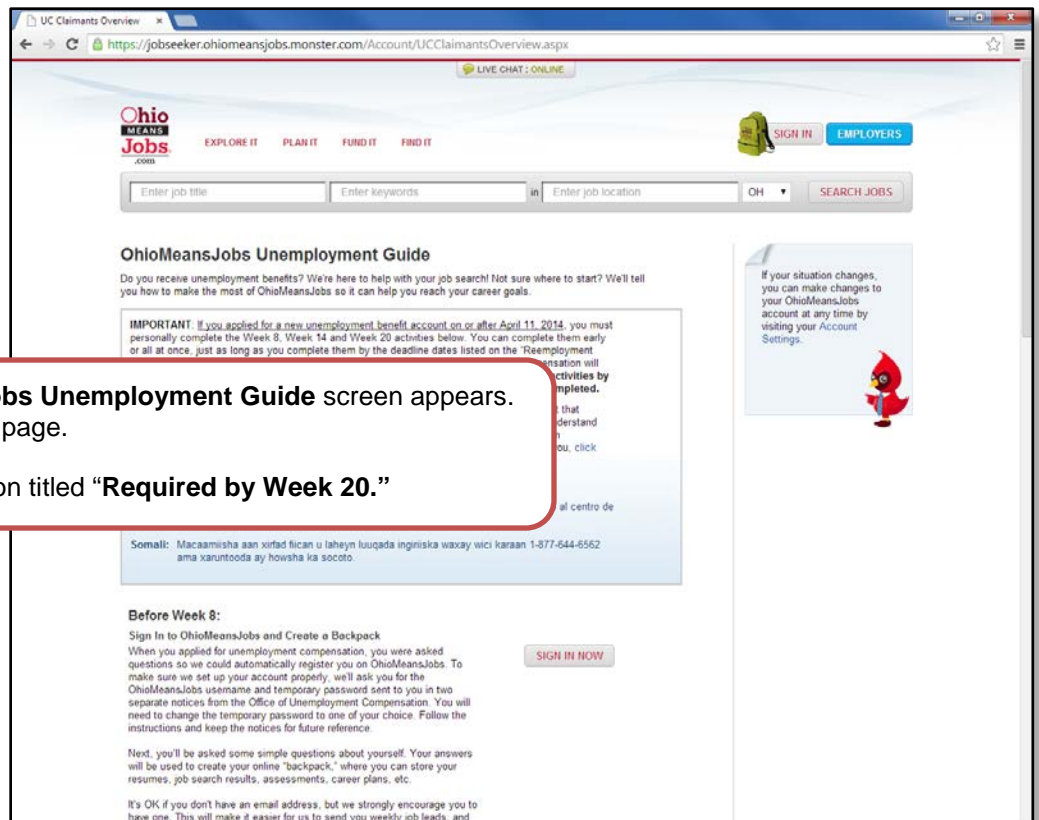 UC Claimants Overview
https://jobseeker.ohiomeansjobs.monster.com/Account/UCClaimantsOverview.aspx
LIVE CHAT : ONLINE
Ohio
MEANS
Jobs
.com
EXPLORE IT PLAN IT FUND IT FIND IT
SIGN IN EMPLOYERS
Enter job title Enter keywords in Enter job location OH SEARCH JOBS
OhioMeansJobs Unemployment Guide
Do you receive unemployment benefits? We're here to help with your job search! Not sure where to start? We'll tell
you how to make the most of OhioMeansJobs so it can help you reach your career goals.
If your situation changes,
you can make changes to
your OhioMeansJobs
account at any time by
visiting your Account
Settings.
IMPORTANT: If you applied for a new unemployment benefit account on or after April 11, 2014, you must
personally complete the Week 8, Week 14 and Week 20 activities below. You can complete them early
or all at once, just as long as you complete them by the deadline dates listed on the "Reemployment
ensation will
ctivities by
mpleted.
t that
derstand
ou, click
al centro de
bs Unemployment Guide screen appears.
page.
on titled “Required by Week 20.”
Somali: Macaamiisha aan xirfad fiican u laheyn luuqada inginiska waxay wici karaan 1-877-644-6562
ama xaruntooda ay howsha ka socoto.
Before Week 8:
Sign In to OhioMeansJobs and Create a Backpack
When you applied for unemployment compensation, you were asked
questions so we could automatically register you on OhioMeansJobs. To
make sure we set up your account properly, we'll ask you for the
OhioMeansJobs username and temporary password sent to you in two
separate notices from the Office of Unemployment Compensation. You will
need to change the temporary password to one of your choice. Follow the
instructions and keep the notices for future reference.
SIGN IN NOW
Next, you'll be asked some simple questions about yourself. Your answers
will be used to create your online "backpack," where you can store your
resumes, job search results, assessments, career plans, etc.
It's OK if you don't have an email address, but we strongly encourage you to
have one. This will make it easier for us to send you weekly job leads, and